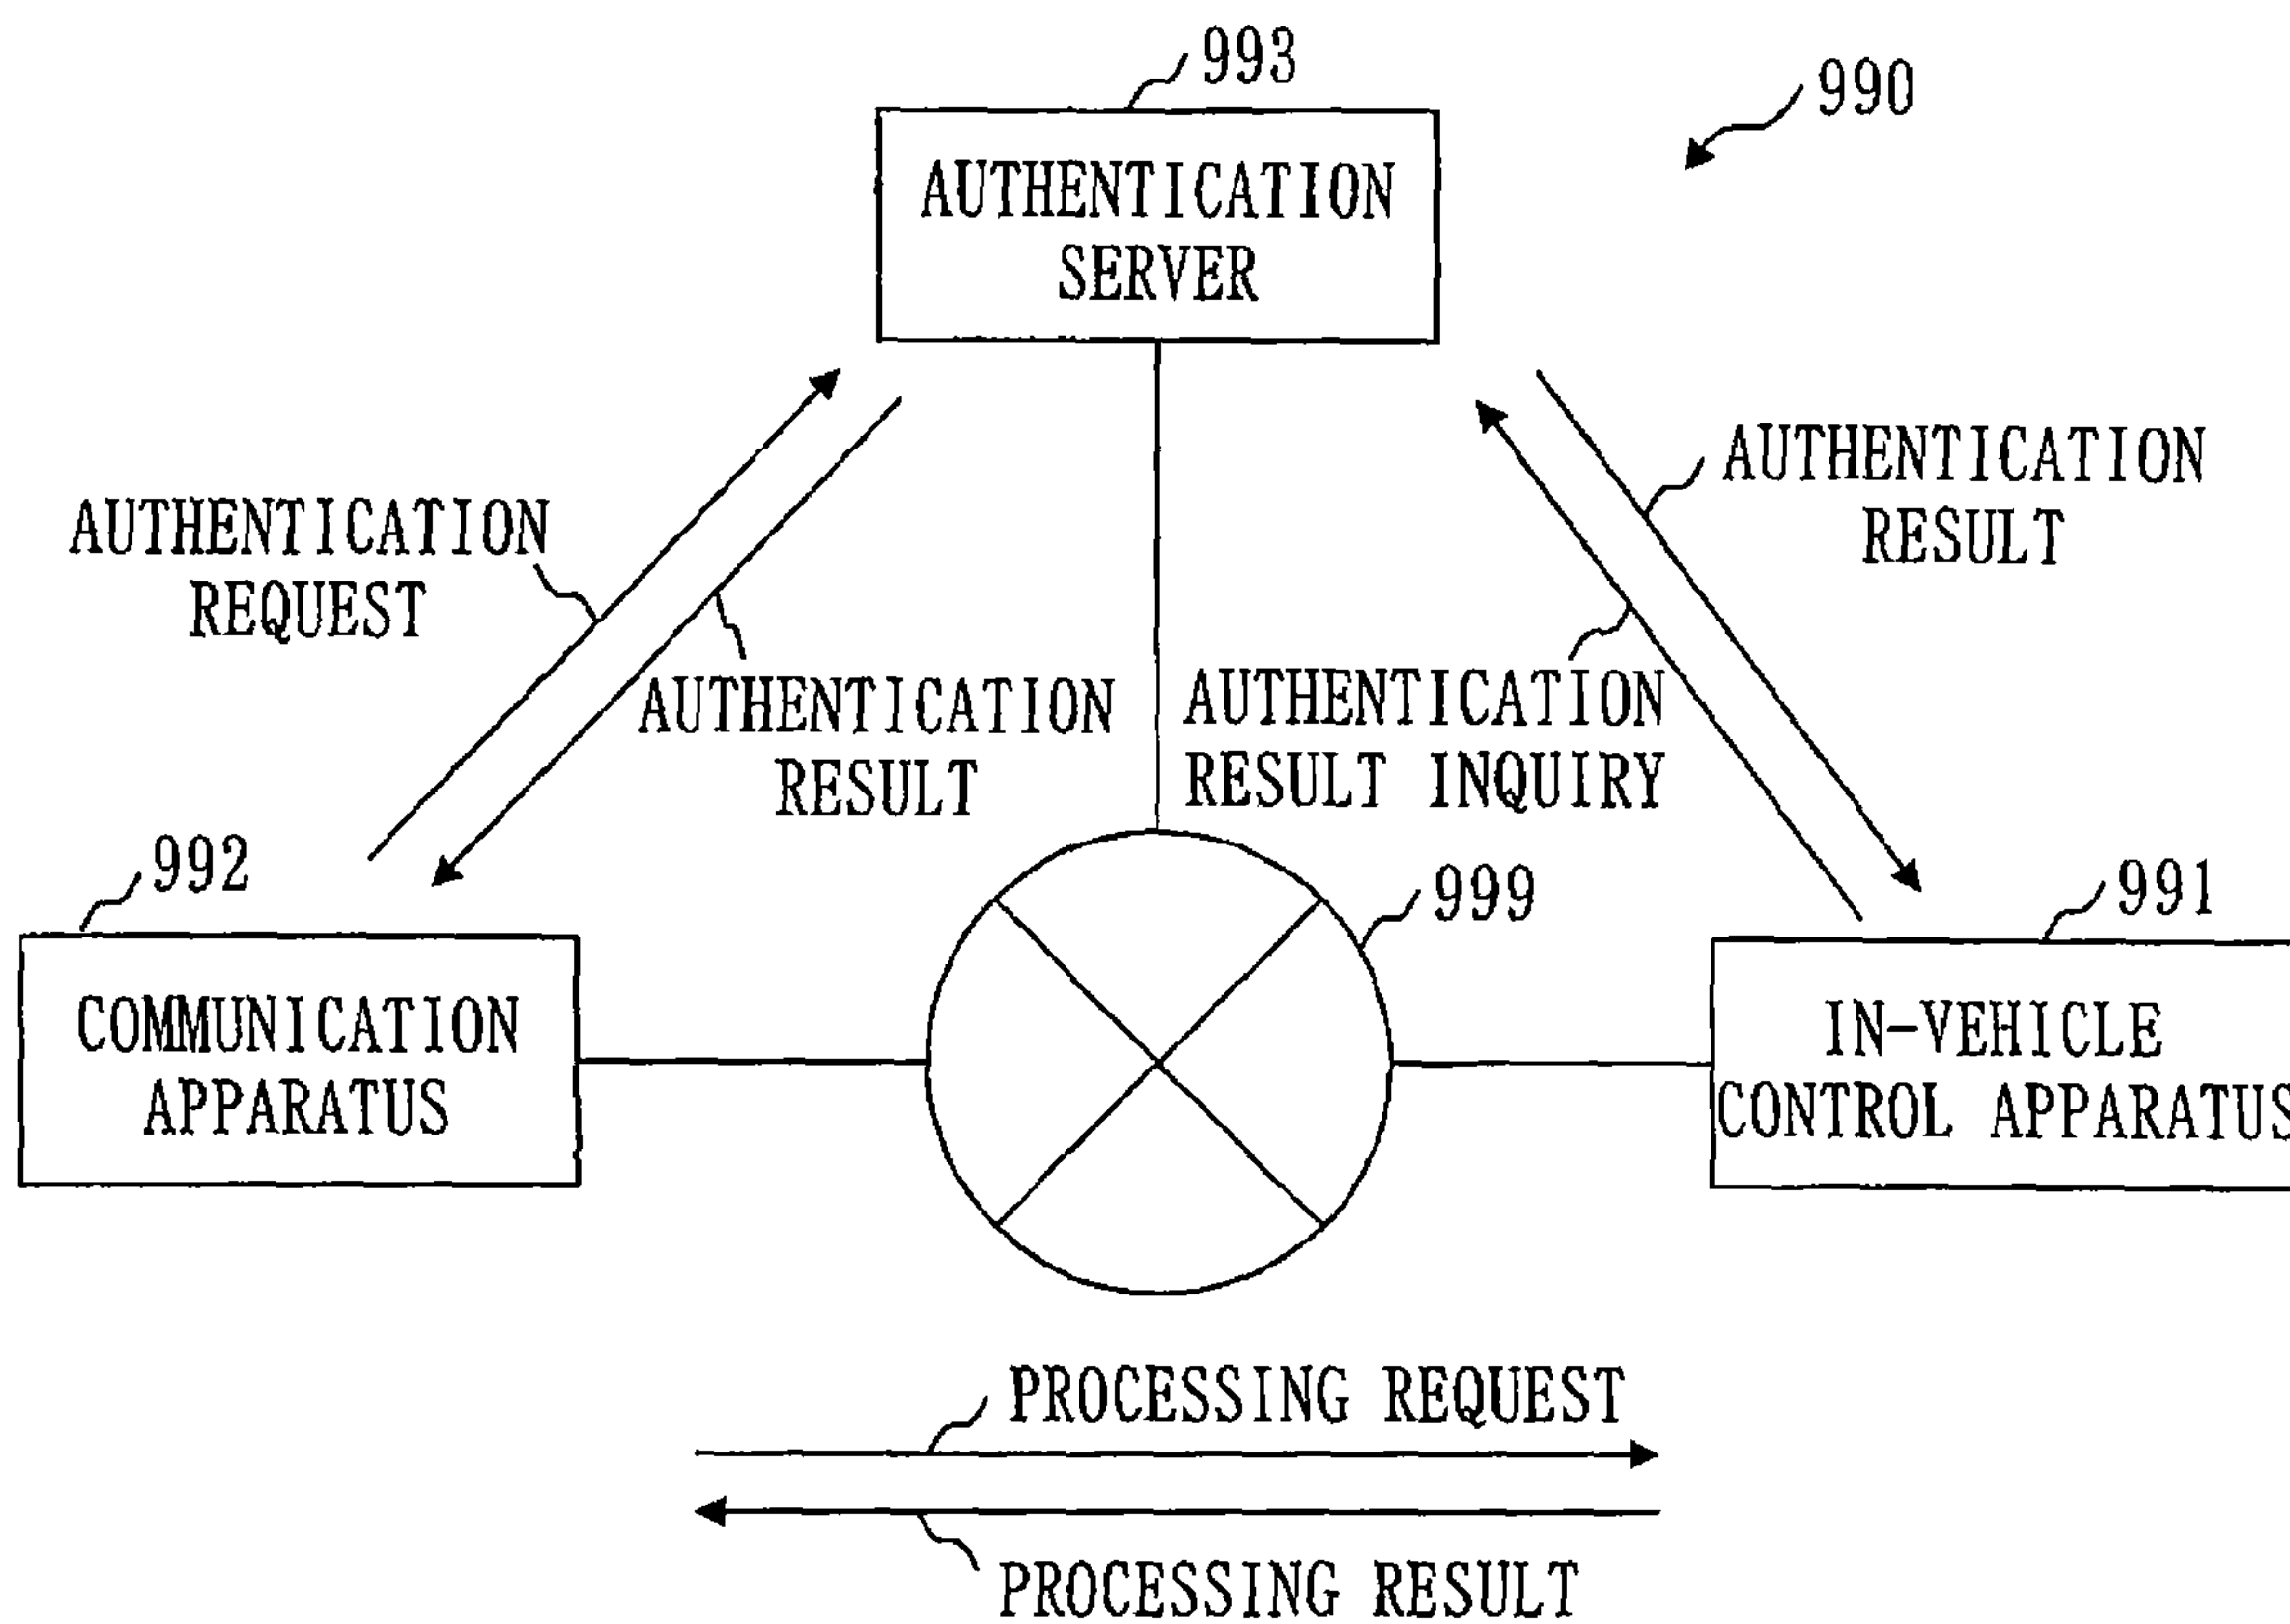 993
990
AUTHENTICATION
SERVER
AUTHENTICATION
RESULT
AUTHENTICATION
REQUEST
AUTHENTICATION
RESULT
AUTHENTICATION
RESULT INQUIRY
992
999
991
COMMUNICATION
APPARATUS
IN-VEHICLE
CONTROL APPARATUS
PROCESSING REQUEST
PROCESSING RESULT